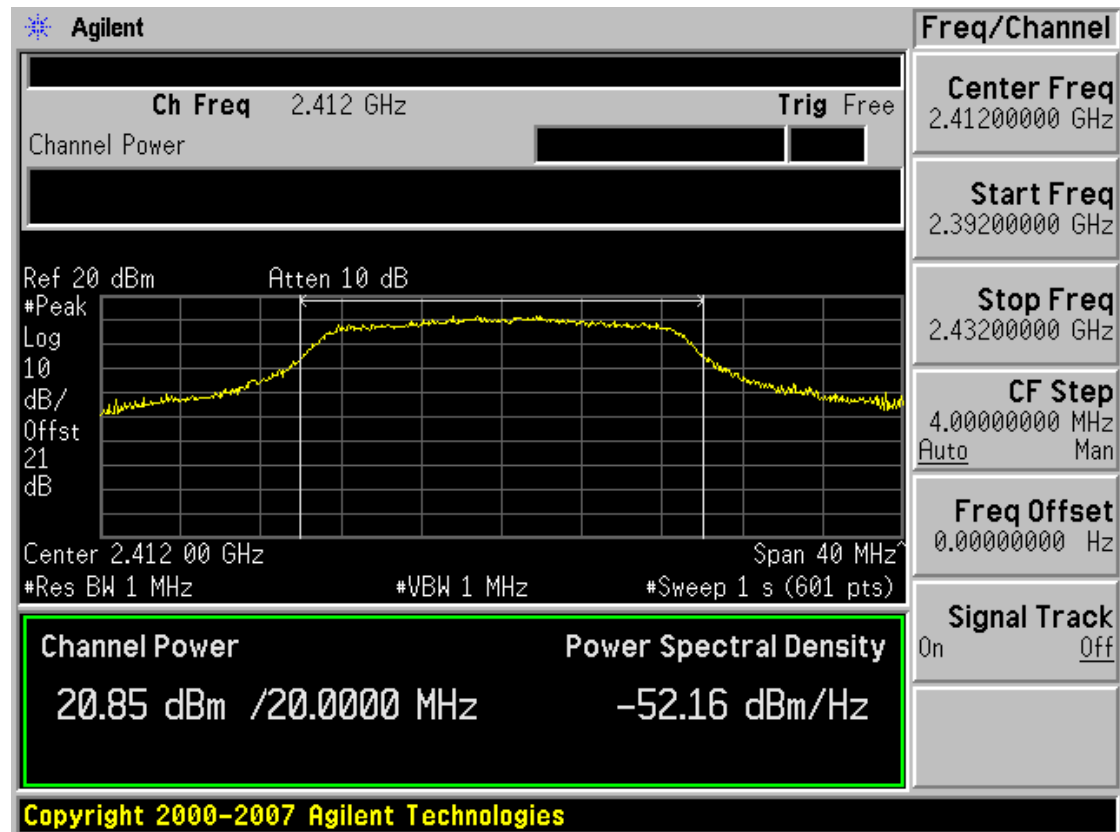 Agilent
Ch Freq 2.412 GHz Trig Free
Channel Power
Ref 20 dBm Atten 10 dB
#Peak
Log
10
dB/
Offst
21
dB
Center 2.412 00 GHz Span 40 MHz^
#Res BW 1 MHz #VBW 1 MHz #Sweep 1 s (601 pts)
Channel Power Power Spectral Density
20.85 dBm /20.0000 MHz -52.16 dBm/Hz
Copyright 2000-2007 Agilent Technologies
Freq/Channel
Center Freq
2.41200000 GHz
Start Freq
2.39200000 GHz
Stop Freq
2.43200000 GHz
CF Step
4.00000000 MHz
Auto Man
Freq Offset
0.00000000 Hz
Signal Track
On Off